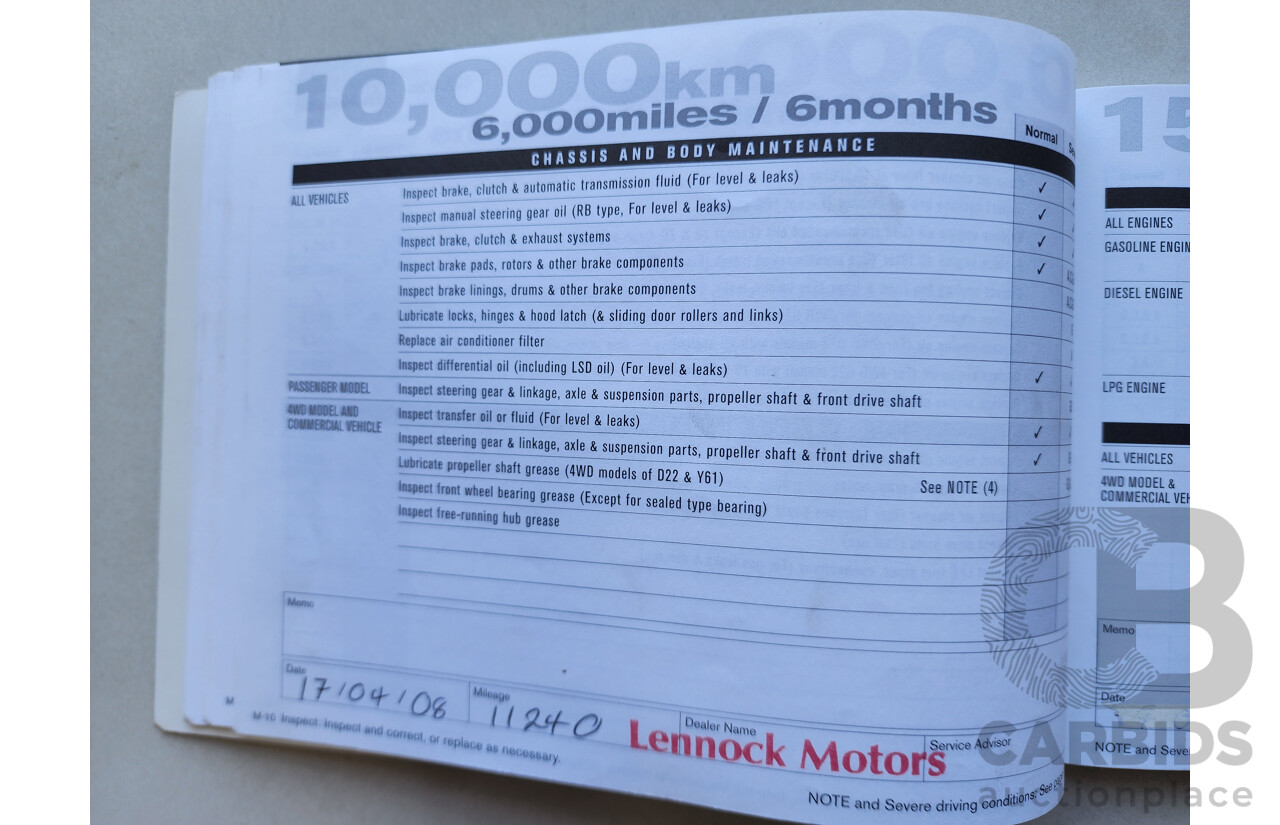 10,000km
6,000miles / 6months
Normal
CHASSIS AND BODY MAINTENANCE
ALL VEHICLES
Inspect brake, clutch & automatic transmission fluid (For level & leaks) ✓
Inspect manual steering gear oil (RB type, For level & leaks) ✓
Inspect brake, clutch & exhaust systems ✓
Inspect brake pads, rotors & other brake components ✓
Inspect brake linings, drums & other brake components
Lubricate locks, hinges & hood latch (& sliding door rollers and links)
Replace air conditioner filter
Inspect differential oil (including LSD oil) (For level & leaks) ✓
PASSENGER MODEL
Inspect steering gear & linkage, axle & suspension parts, propeller shaft & front drive shaft
4WD MODEL AND
COMMERCIAL VEHICLE
Inspect transfer oil or fluid (For level & leaks) ✓
Inspect steering gear & linkage, axle & suspension parts, propeller shaft & front drive shaft ✓
Lubricate propeller shaft grease (4WD models of D22 & Y61) See NOTE (4)
Inspect front wheel bearing grease (Except for sealed type bearing)
Inspect free-running hub grease
Memo
Date
17/04/08
Mileage
11240
Dealer Name
Lennock Motors
Service Advisor
M-10 Inspect: Inspect and correct, or replace as necessary.
NOTE and Severe driving conditions: See
M
15
ALL ENGINES
GASOLINE ENGIN
DIESEL ENGINE
LPG ENGINE
ALL VEHICLES
4WD MODEL &
COMMERCIAL VEH
Memo
Date
NOTE and Seve
CARBIDS
auctionplace